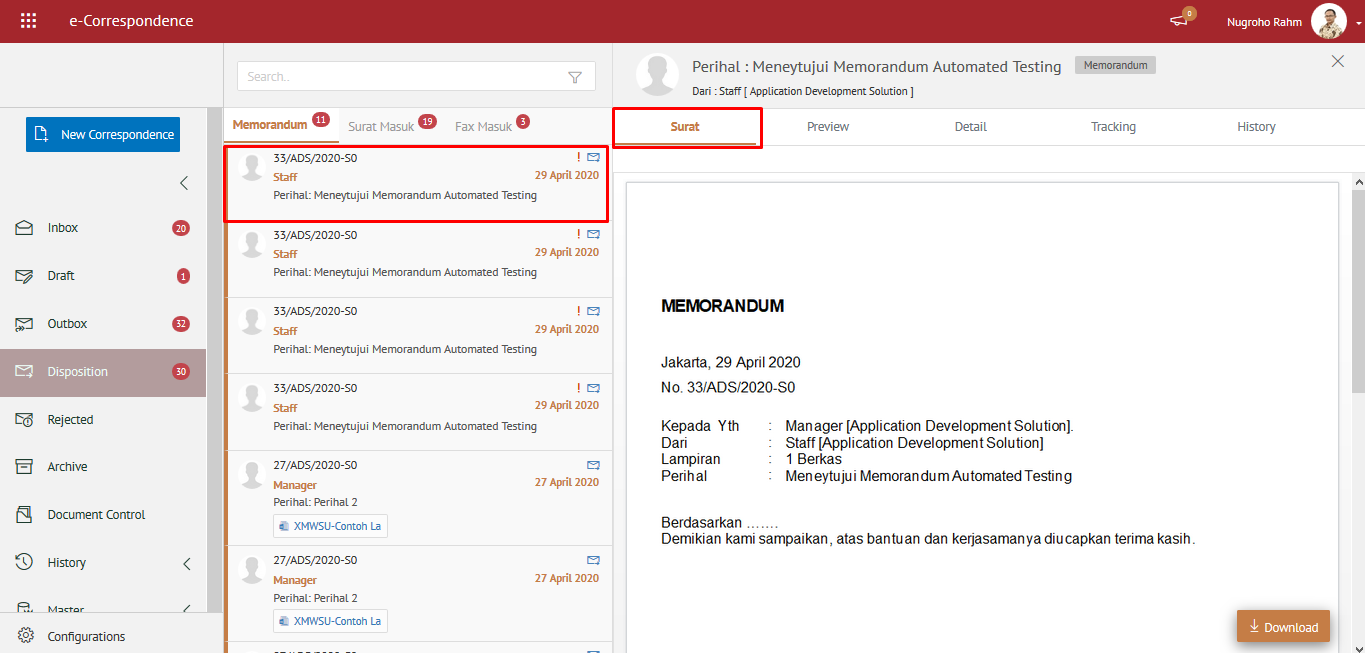 e-Correspondence
0
Nugroho Rahm
New Correspondence
Inbox 20
Draft 1
Outbox 32
Disposition 30
Rejected
Archive
Document Control
History
Master
Configurations
Search..
Memorandum 11 Surat Masuk 19 Fax Masuk 3
33/ADS/2020-S0 !
Staff 29 April 2020
Perihal: Meneytujui Memorandum Automated Testing
33/ADS/2020-S0 !
Staff 29 April 2020
Perihal: Meneytujui Memorandum Automated Testing
33/ADS/2020-S0 !
Staff 29 April 2020
Perihal: Meneytujui Memorandum Automated Testing
33/ADS/2020-S0 !
Staff 29 April 2020
Perihal: Meneytujui Memorandum Automated Testing
27/ADS/2020-S0
Manager 27 April 2020
Perihal: Perihal 2
XMWSU-Contoh La
27/ADS/2020-S0
Manager 27 April 2020
Perihal: Perihal 2
XMWSU-Contoh La
Perihal : Meneytujui Memorandum Automated Testing Memorandum
Dari : Staff [ Application Development Solution ]
Surat Preview Detail Tracking History
MEMORANDUM
Jakarta, 29 April 2020
No. 33/ADS/2020-S0
Kepada Yth : Manager [Application Development Solution].
Dari : Staff [Application Development Solution]
Lampiran : 1 Berkas
Perihal : Meneytujui Memorandum Automated Testing
Berdasarkan …….
Demikian kami sampaikan, atas bantuan dan kerjasamanya diucapkan terima kasih.
Download